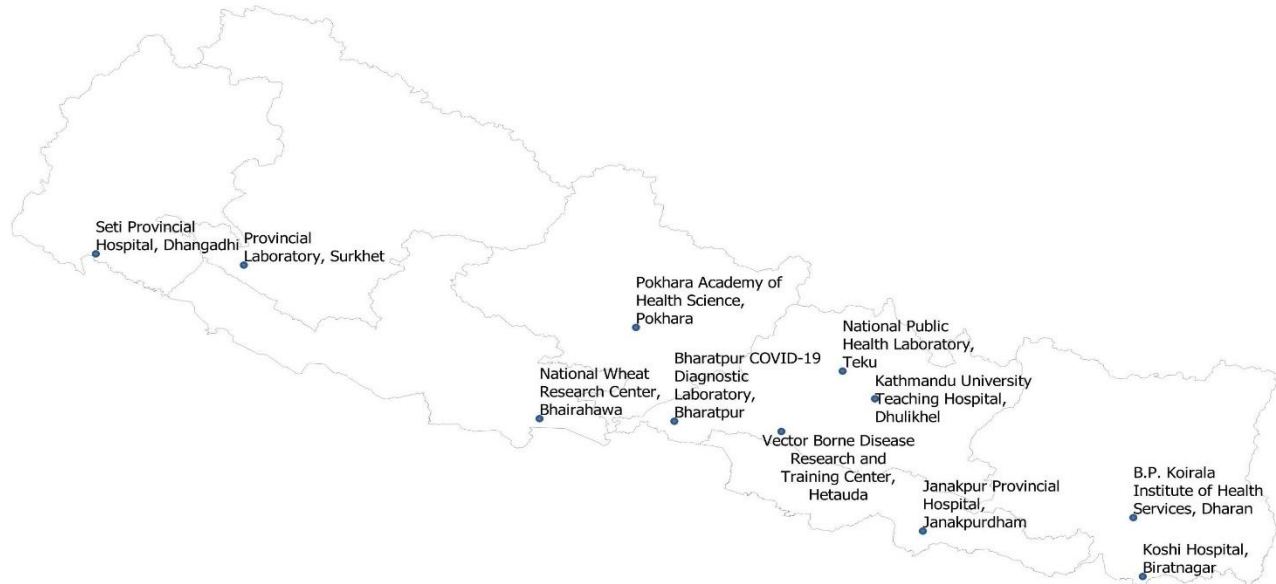 Seti Provincial
Hospital, Dhangadhi
Provincial
Laboratory, Surkhet
Pokhara Academy of
Health Science,
Pokhara
National Wheat
Research Center,
Bhairahawa
Bharatpur COVID-19
Diagnostic
Laboratory,
Bharatpur
National Public
Health Laboratory,
Teku
Kathmandu University
Teaching Hospital,
Dhulikhel
Vector Borne Disease
Research and
Training Center,
Hetauda
Janakpur Provincial
Hospital,
Janakpurdham
B.P. Koirala
Institute of Health
Services, Dharan
Koshi Hospital,
Biratnagar